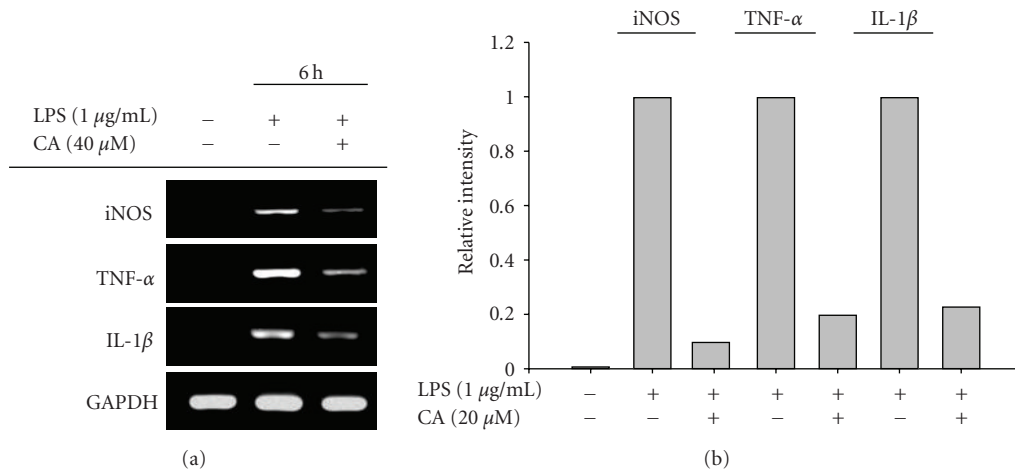 6 h
LPS (1 μg/mL) − + +
CA (40 μM) − − +
iNOS
TNF-α
IL-1β
GAPDH
(a)
iNOS TNF-α IL-1β
1.2
1
0.8
0.6
0.4
0.2
0
Relative intensity
LPS (1 μg/mL) − + + + + + +
CA (20 μM) − − + − + − +
(b)